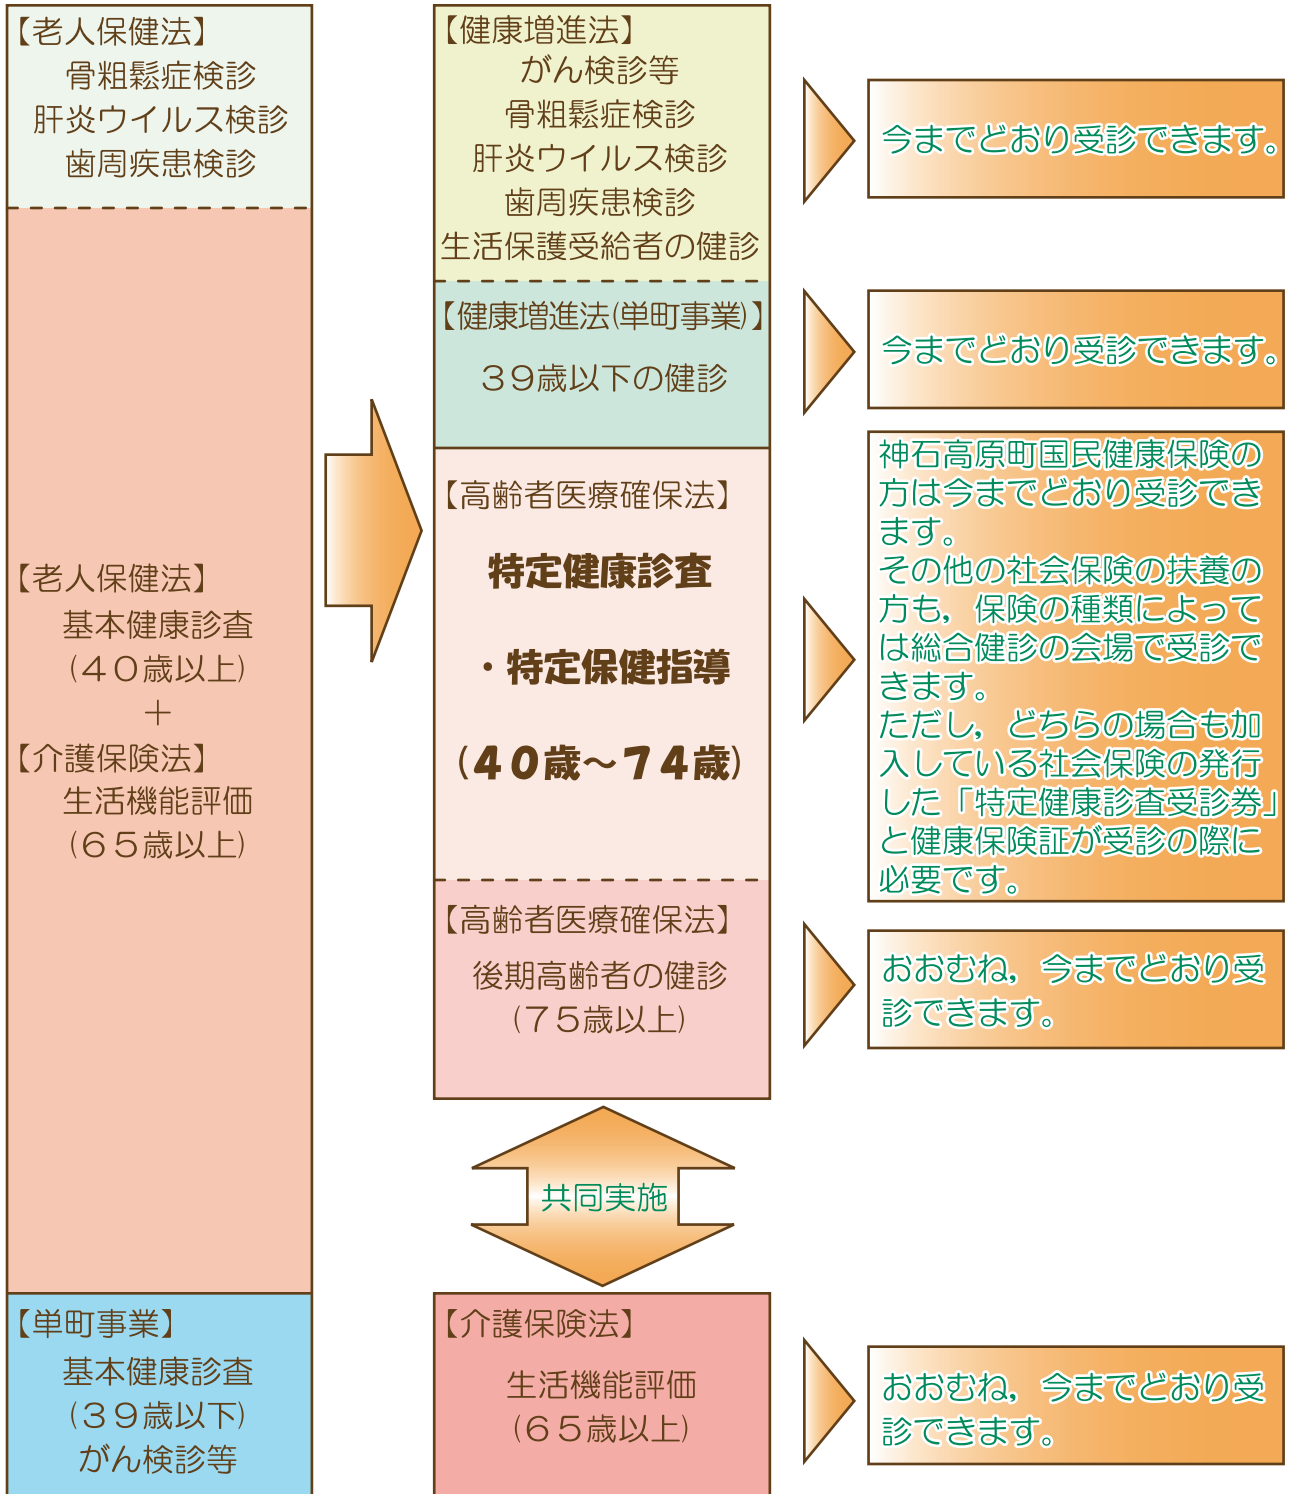 【老人保健法】
骨粗鬆症検診
肝炎ウイルス検診
歯周疾患検診
【老人保健法】
基本健康診査
(４０歳以上)
＋
【介護保険法】
生活機能評価
(６５歳以上)
【単町事業】
基本健康診査
(３９歳以下)
がん検診等
【健康増進法】
がん検診等
骨粗鬆症検診
肝炎ウイルス検診
歯周疾患検診
生活保護受給者の健診
【健康増進法(単町事業)】
３９歳以下の健診
【高齢者医療確保法】
特定健康診査
・特定保健指導
(４０歳～７４歳)
【高齢者医療確保法】
後期高齢者の健診
(７５歳以上)
共同実施
【介護保険法】
生活機能評価
(６５歳以上)
今までどおり受診できます。
今までどおり受診できます。
神石高原町国民健康保険の
方は今までどおり受診でき
ます。
その他の社会保険の扶養の
方も，保険の種類によって
は総合健診の会場で受診で
きます。
ただし，どちらの場合も加
入している社会保険の発行
した「特定健康診査受診券」
と健康保険証が受診の際に
必要です。
おおむね，今までどおり受
診できます。
おおむね，今までどおり受
診できます。